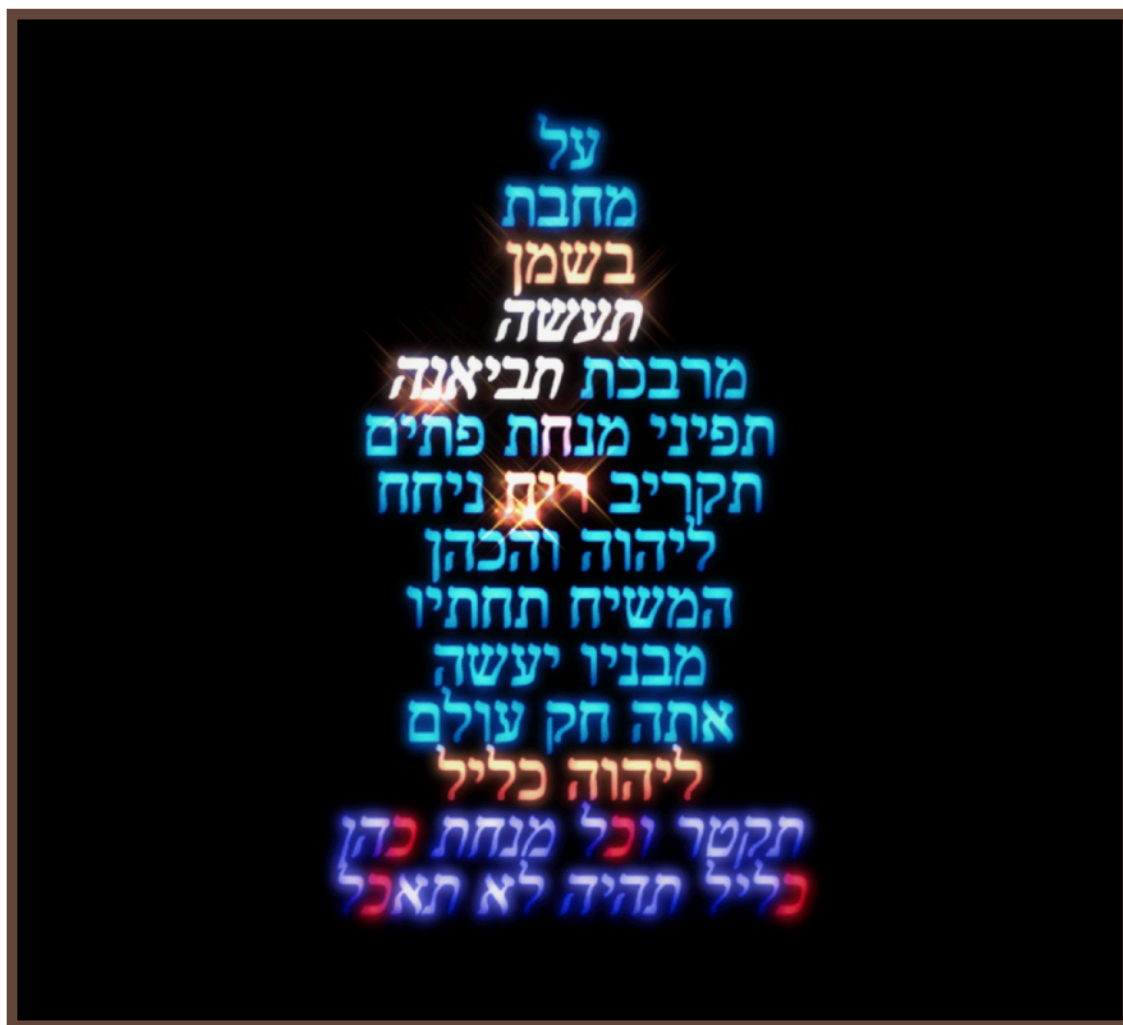 על
מחבת
בשמן
תעשה
מרבכת תביאנה
תפיני מנחת פתים
תקריב ריח ניחח
ליהוה והכהן
המשיח תחתיו
מבניו יעשה
אתה חק עולם
ליהוה כליל
תקטר וכל מנחת כהן
כליל תהיה לא תאכל